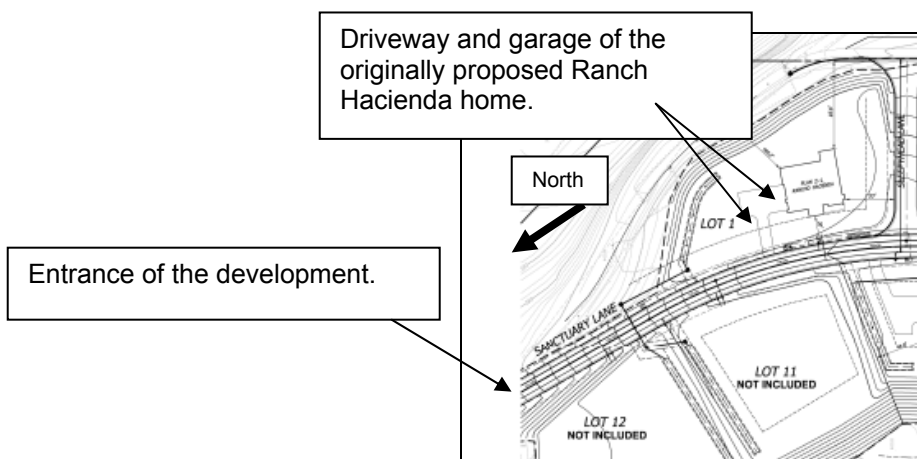 Driveway and garage of the
originally proposed Ranch
Hacienda home.
North
LOT 1
Entrance of the development.
SANCTUARY LANE
LOT 11
NOT INCLUDED
LOT 12
NOT INCLUDED